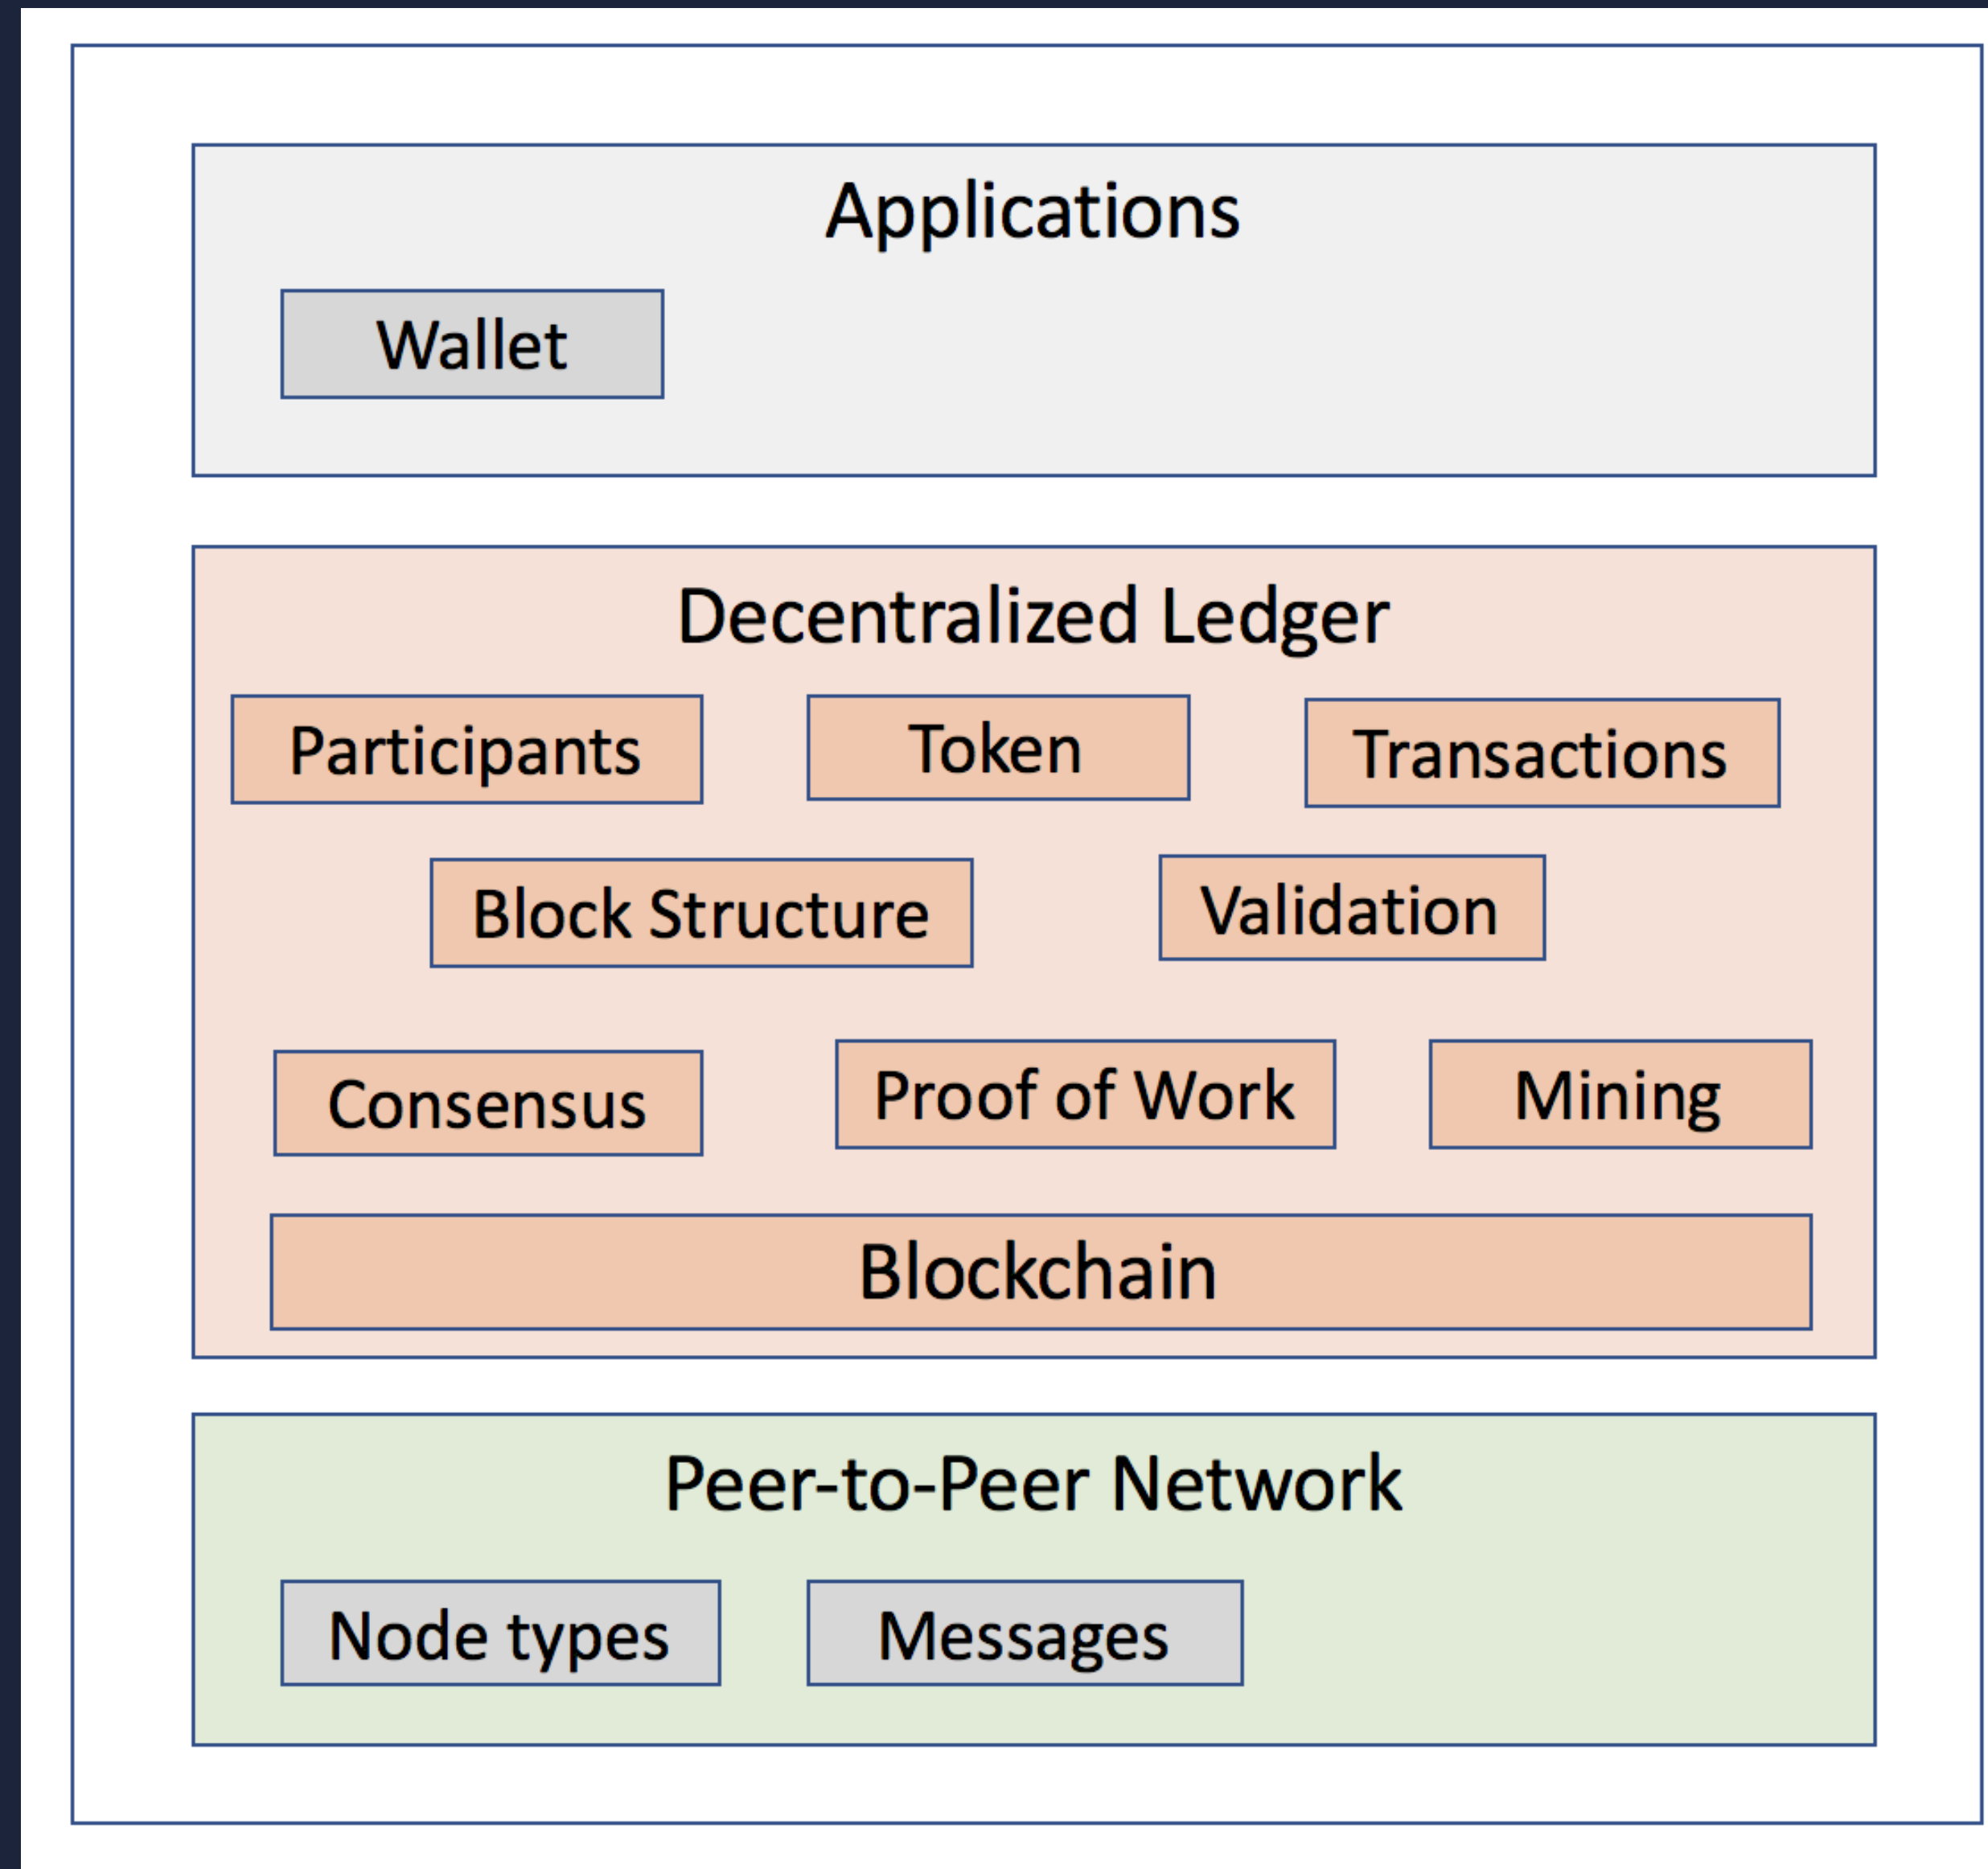 Applications
Wallet
Decentralized Ledger
Participants
Token
Transactions
Block Structure
Validation
Consensus
Proof of Work
Mining
Blockchain
Peer-to-Peer Network
Node types
Messages